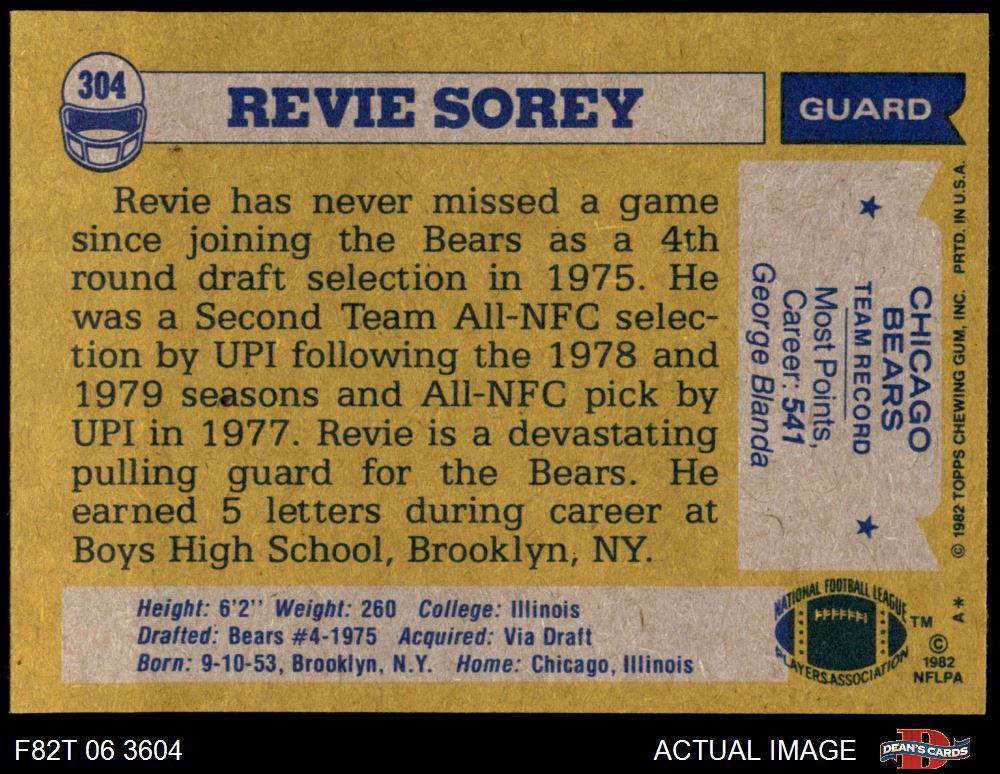 304
REVIE SOREY
GUARD
Revie has never missed a game
since joining the Bears as a 4th
round draft selection in 1975. He
was a Second Team All-NFC selec-
tion by UPI following the 1978 and
1979 seasons and All-NFC pick by
UPI in 1977. Revie is a devastating
pulling guard for the Bears. He
earned 5 letters during career at
Boys High School, Brooklyn, NY.
CHICAGO
BEARS
TEAM RECORD
Most Points,
Career: 541
George Blanda
© 1982 TOPPS CHEWING GUM, INC. PRTD. IN U.S.A.
Height: 6'2" Weight: 260 College: Illinois
Drafted: Bears #4-1975 Acquired: Via Draft
Born: 9-10-53, Brooklyn, N.Y. Home: Chicago, Illinois
NATIONAL FOOTBALL LEAGUE
PLAYERS ASSOCIATION
TM
©
1982
NFLPA
A*
F82T 06 3604
ACTUAL IMAGE
DEAN'S CARDS